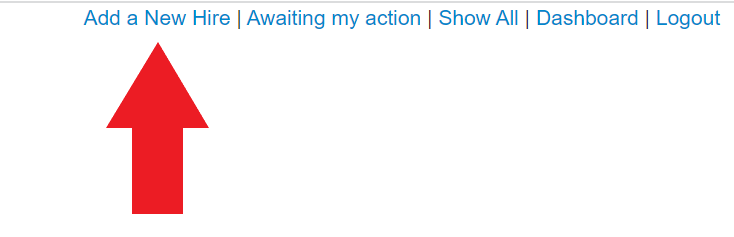 Add a New Hire | Awaiting my action | Show All | Dashboard | Logout